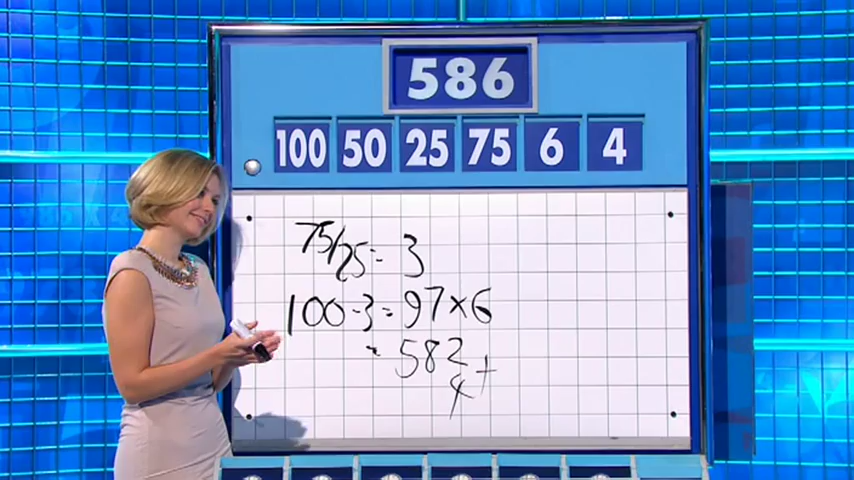 586
100 50 25 75 6 4
75/25 = 3
100-3 = 97×6
= 582
4 +